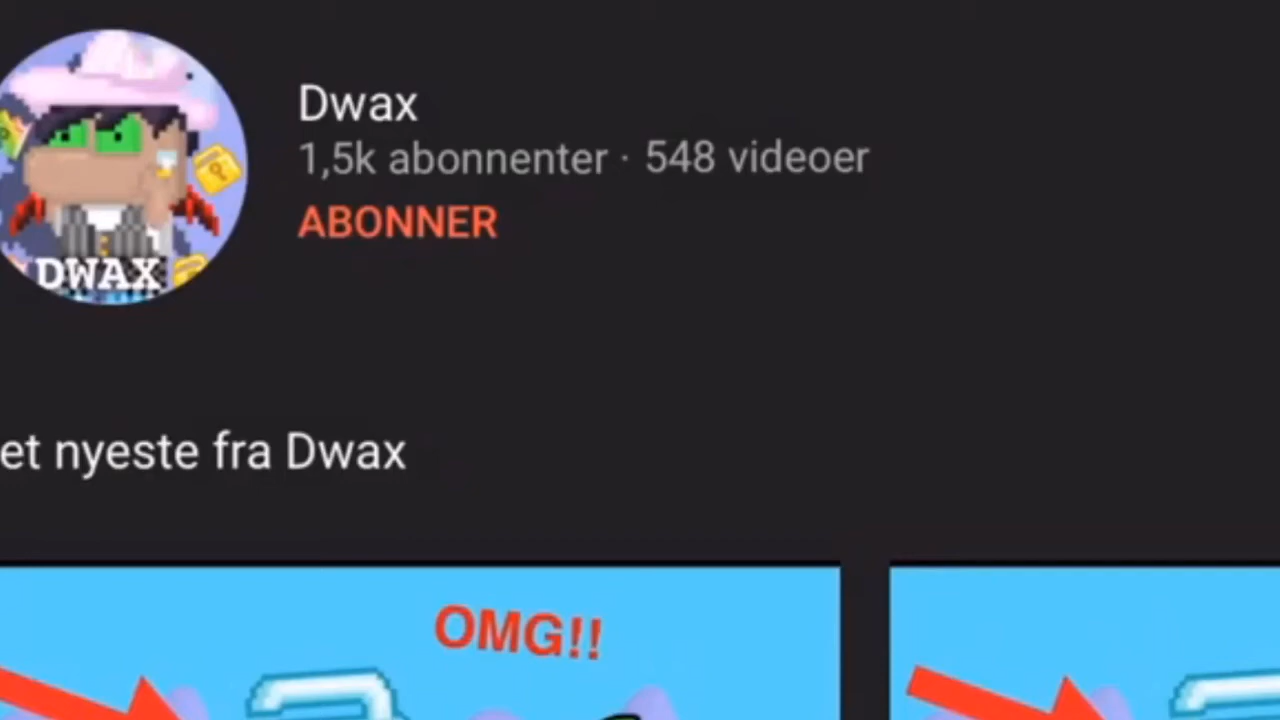 Dwax
1,5k abonnenter · 548 videoer
ABONNER
DWAX
et nyeste fra Dwax
OMG!!